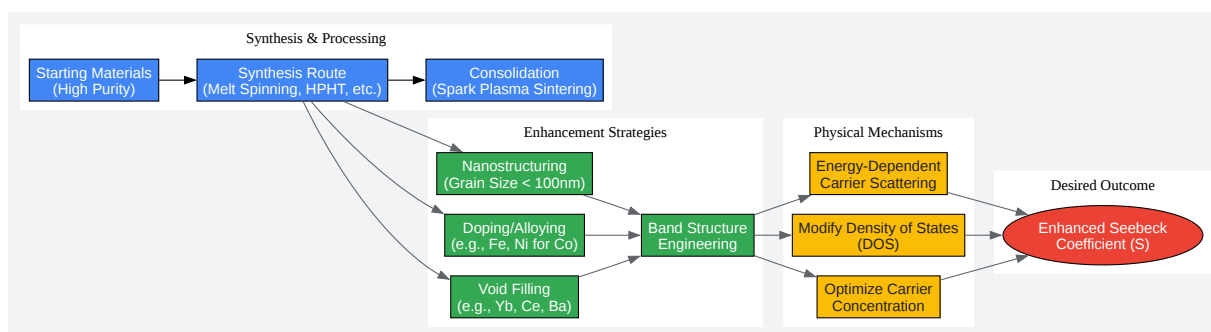 Synthesis & Processing
Starting Materials
(High Purity)
Synthesis Route
(Melt Spinning, HPHT, etc.)
Consolidation
(Spark Plasma Sintering)
Enhancement Strategies
Nanostructuring
(Grain Size < 100nm)
Doping/Alloying
(e.g., Fe, Ni for Co)
Void Filling
(e.g., Yb, Ce, Ba)
Band Structure
Engineering
Physical Mechanisms
Energy-Dependent
Carrier Scattering
Modify Density of States
(DOS)
Optimize Carrier
Concentration
Desired Outcome
Enhanced Seebeck
Coefficient (S)